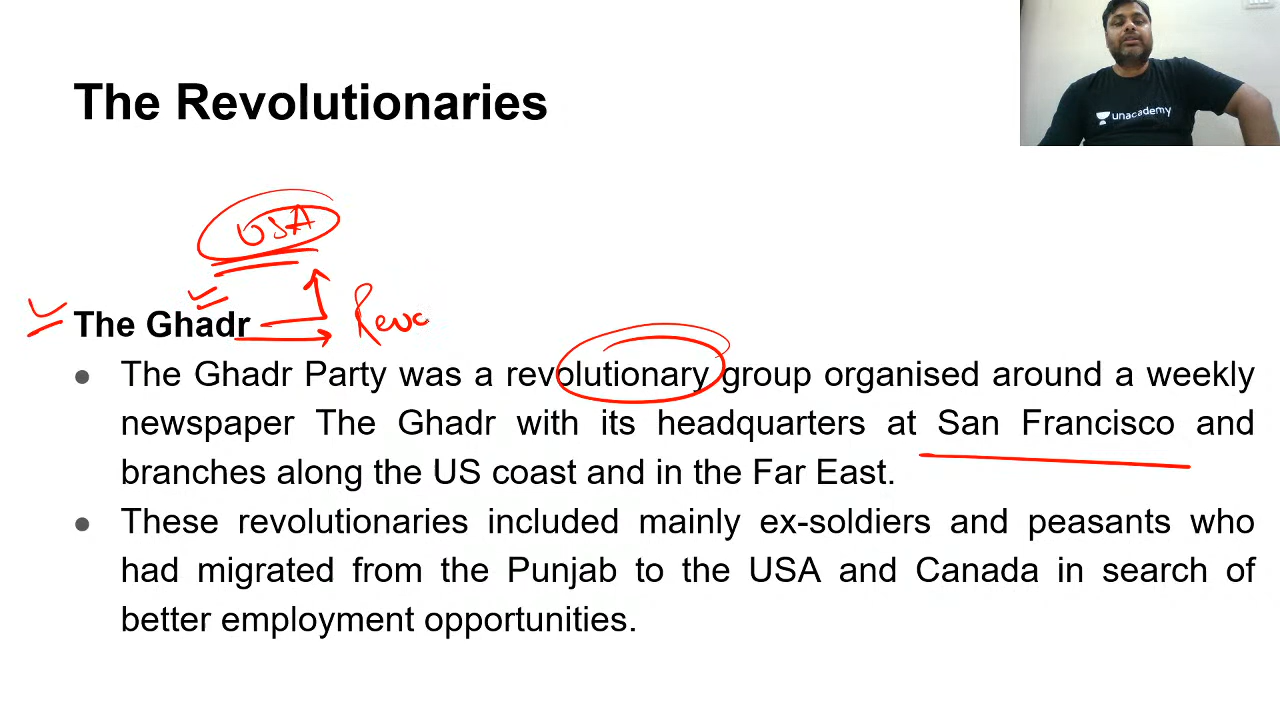 The Revolutionaries
unacademy
USA
The Ghadr
Revo
● The Ghadr Party was a revolutionary group organised around a weekly
newspaper The Ghadr with its headquarters at San Francisco and
branches along the US coast and in the Far East.
● These revolutionaries included mainly ex-soldiers and peasants who
had migrated from the Punjab to the USA and Canada in search of
better employment opportunities.